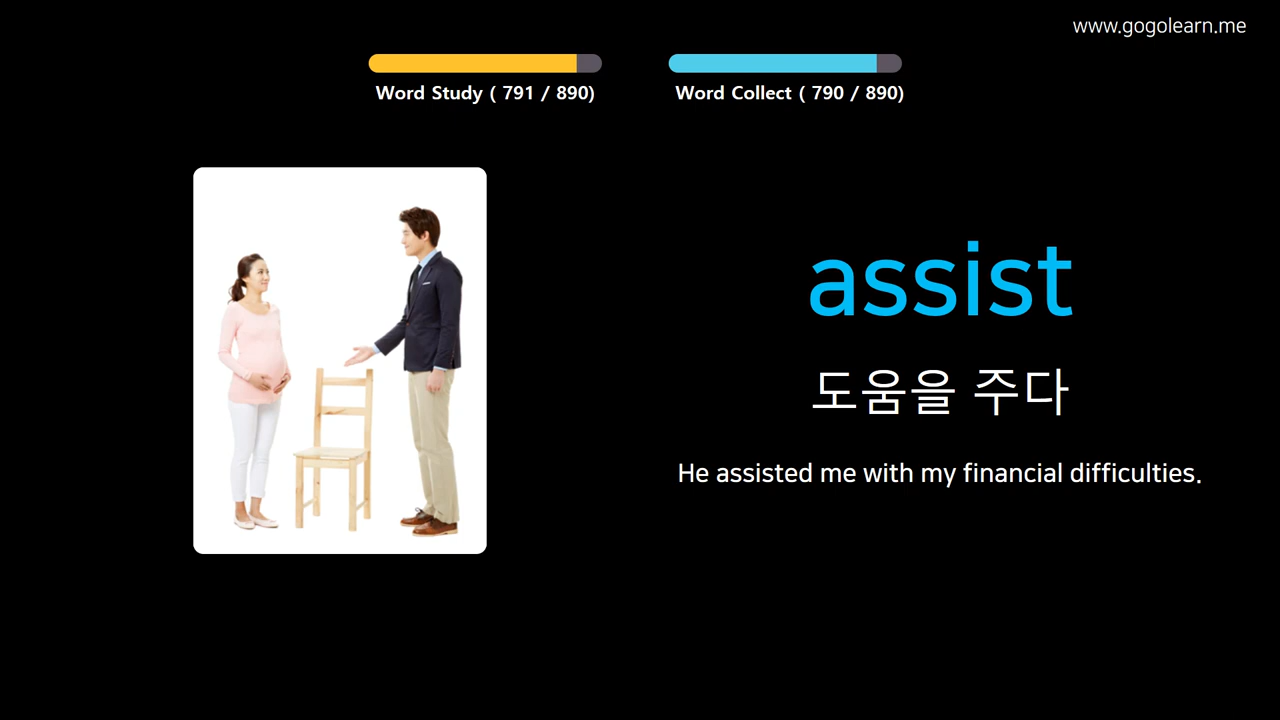 www.gogolearn.me
Word Study ( 791 / 890)
Word Collect ( 790 / 890)
assist
도움을 주다
He assisted me with my financial difficulties.